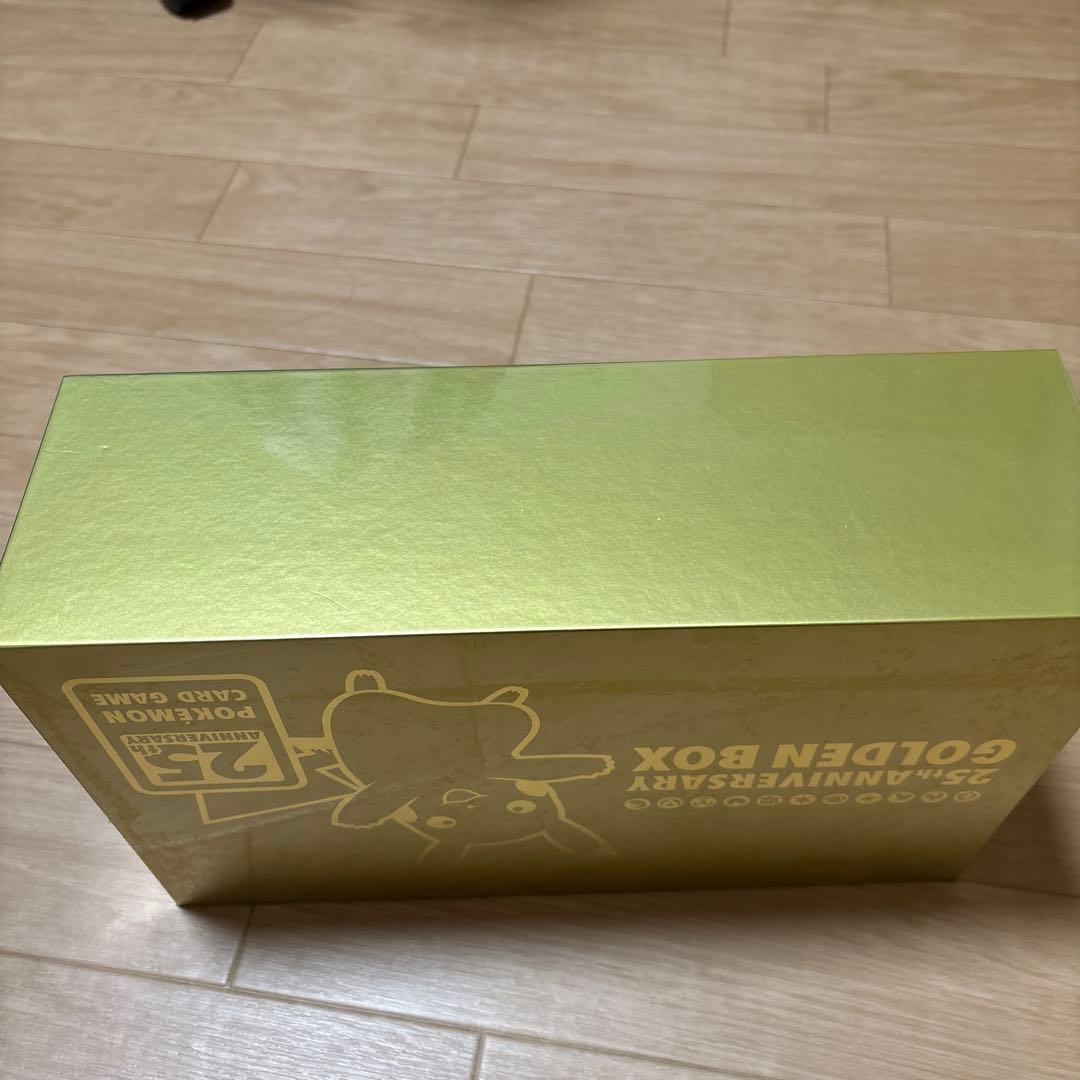 25th ANNIVERSARY
GOLDEN BOX
25th
ANNIVERSARY
POKÉMON
CARD GAME